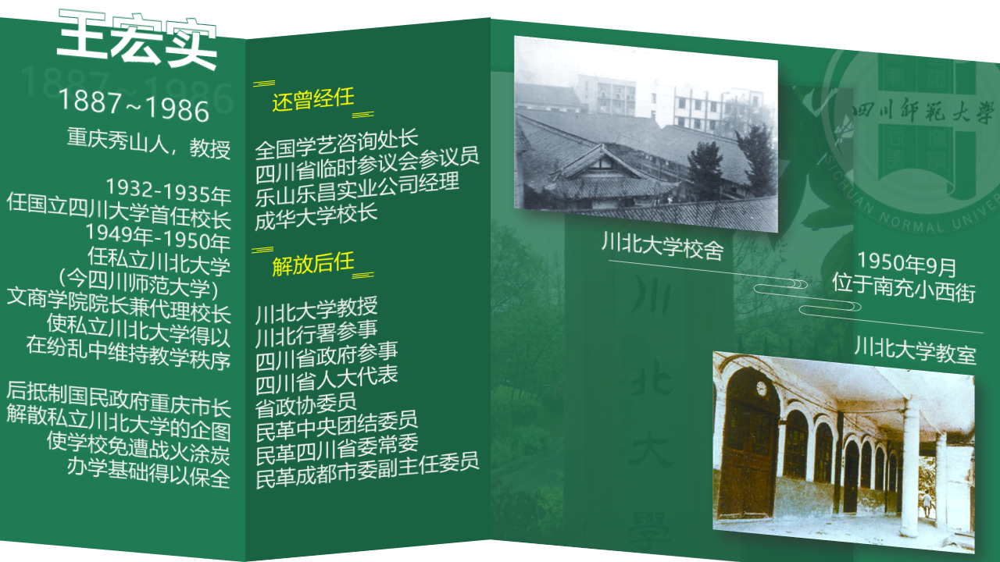 王宏实
1887~1986
1887~1986
重庆秀山人，教授
1932-1935年
任国立四川大学首任校长
1949年-1950年
任私立川北大学
（今四川师范大学）
文商学院院长兼代理校长
使私立川北大学得以
在纷乱中维持教学秩序
后抵制国民政府重庆市长
解散私立川北大学的企图
使学校免遭战火涂炭
办学基础得以保全
还曾经任
全国学艺咨询处长
四川省临时参议会参议员
乐山乐昌实业公司经理
成华大学校长
解放后任
川北大学教授
川北行署参事
四川省政府参事
四川省人大代表
省政协委员
民革中央团结委员
民革四川省委常委
民革成都市委副主任委员
川北大学校舍
1950年9月
位于南充小西街
川北大学教室
四川师范大学
SICHUAN NORMAL UNIVER
川北大學